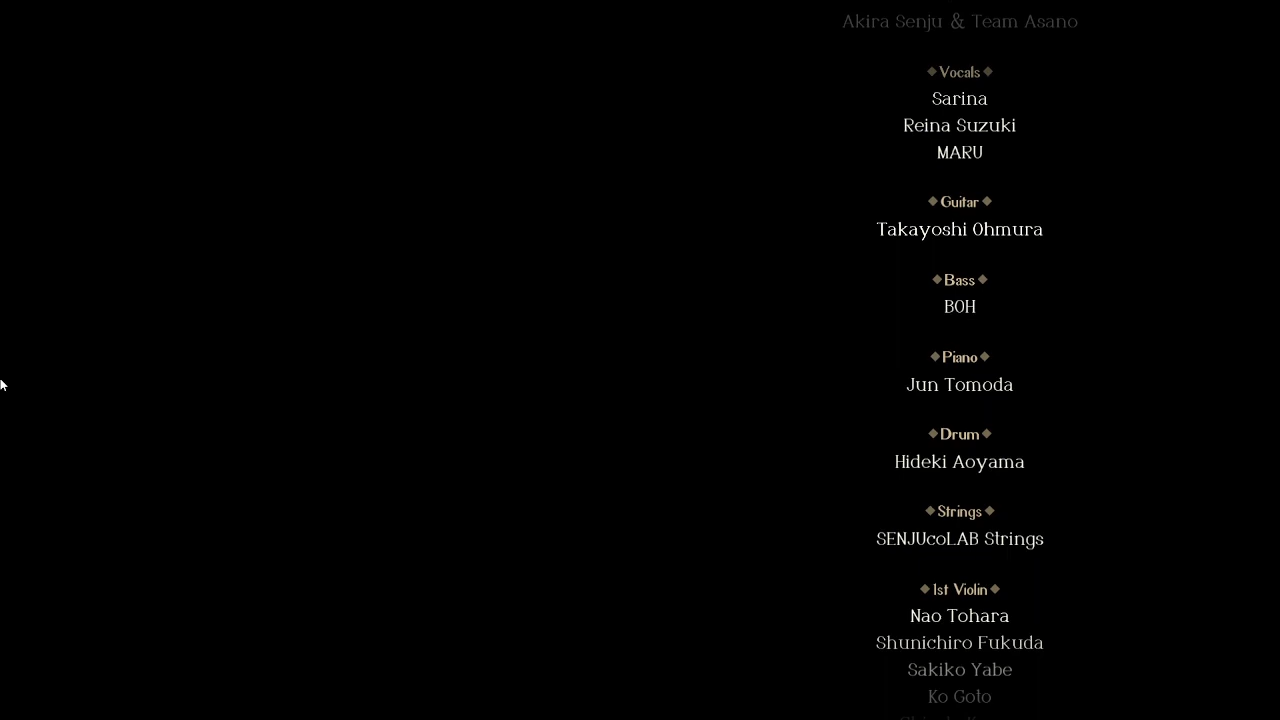 Akira Senju & Team Asano
◆Vocals◆
Sarina
Reina Suzuki
MARU
◆Guitar◆
Takayoshi Ohmura
◆Bass◆
BOH
◆Piano◆
Jun Tomoda
◆Drum◆
Hideki Aoyama
◆Strings◆
SENJUcoLAB Strings
◆1st Violin◆
Nao Tohara
Shunichiro Fukuda
Sakiko Yabe
Ko Goto